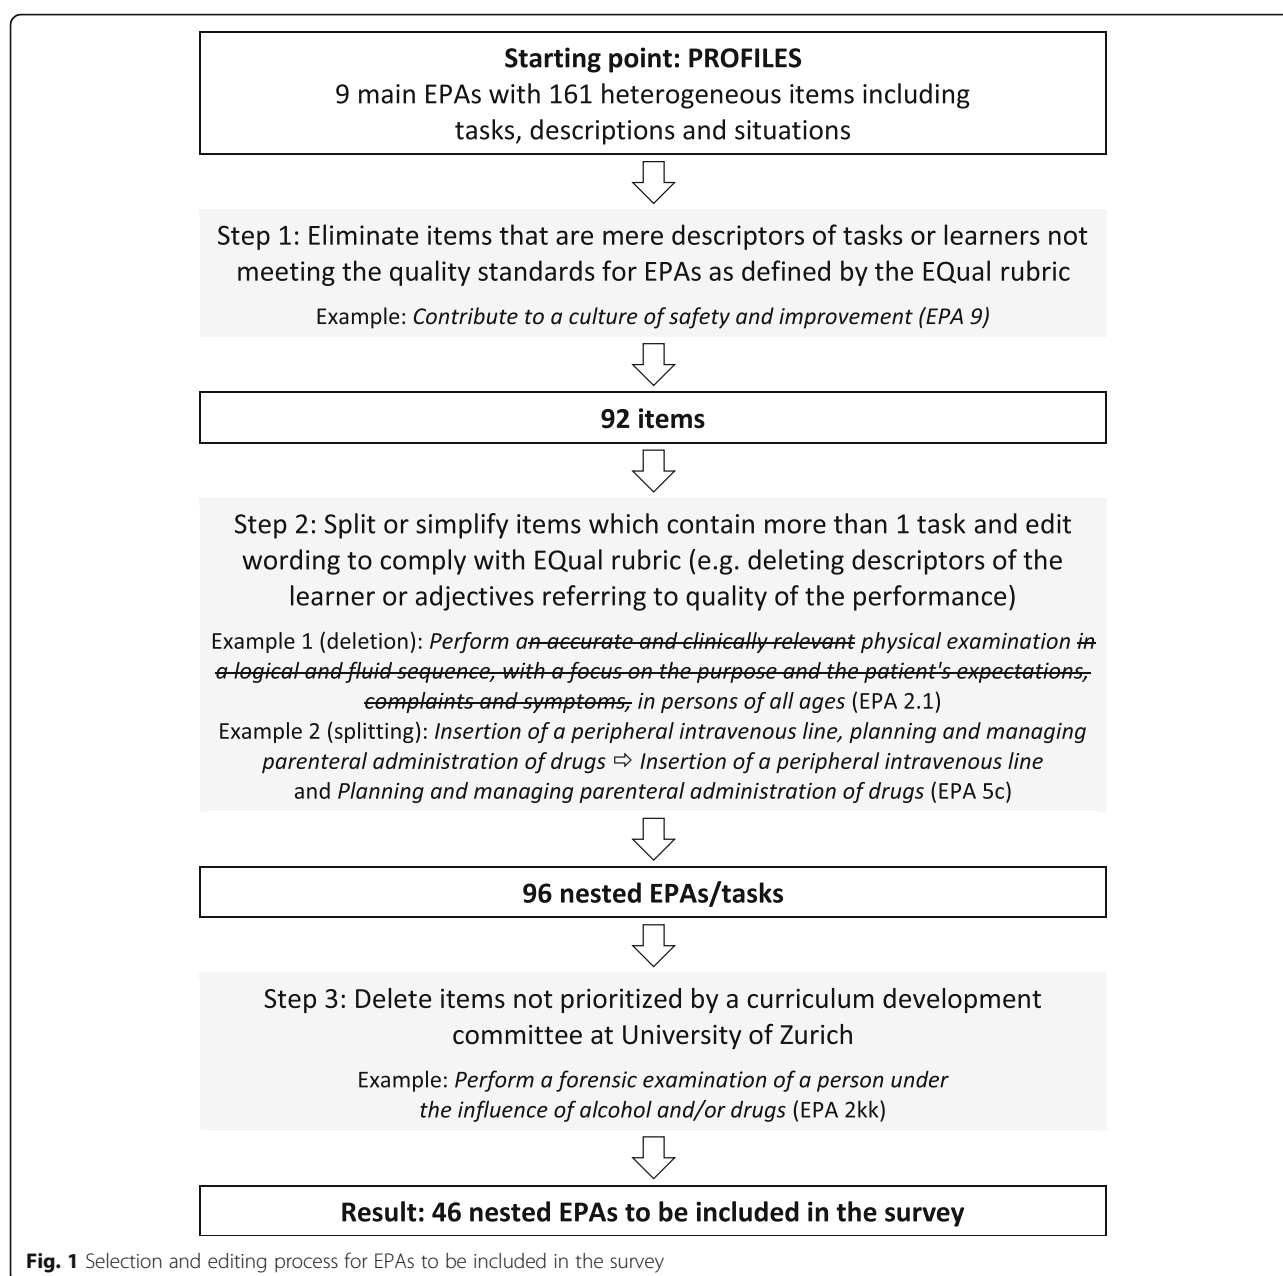 Starting point: PROFILES
9 main EPAs with 161 heterogeneous items including
tasks, descriptions and situations
Step 1: Eliminate items that are mere descriptors of tasks or learners not
meeting the quality standards for EPAs as defined by the EQual rubric
Example: Contribute to a culture of safety and improvement (EPA 9)
92 items
Step 2: Split or simplify items which contain more than 1 task and edit
wording to comply with EQual rubric (e.g. deleting descriptors of the
learner or adjectives referring to quality of the performance)
Example 1 (deletion): Perform an accurate and clinically relevant physical examination in
a logical and fluid sequence, with a focus on the purpose and the patient's expectations,
complaints and symptoms, in persons of all ages (EPA 2.1)
Example 2 (splitting): Insertion of a peripheral intravenous line, planning and managing
parenteral administration of drugs ⇨ Insertion of a peripheral intravenous line
and Planning and managing parenteral administration of drugs (EPA 5c)
96 nested EPAs/tasks
Step 3: Delete items not prioritized by a curriculum development
committee at University of Zurich
Example: Perform a forensic examination of a person under
the influence of alcohol and/or drugs (EPA 2kk)
Result: 46 nested EPAs to be included in the survey
Fig. 1 Selection and editing process for EPAs to be included in the survey